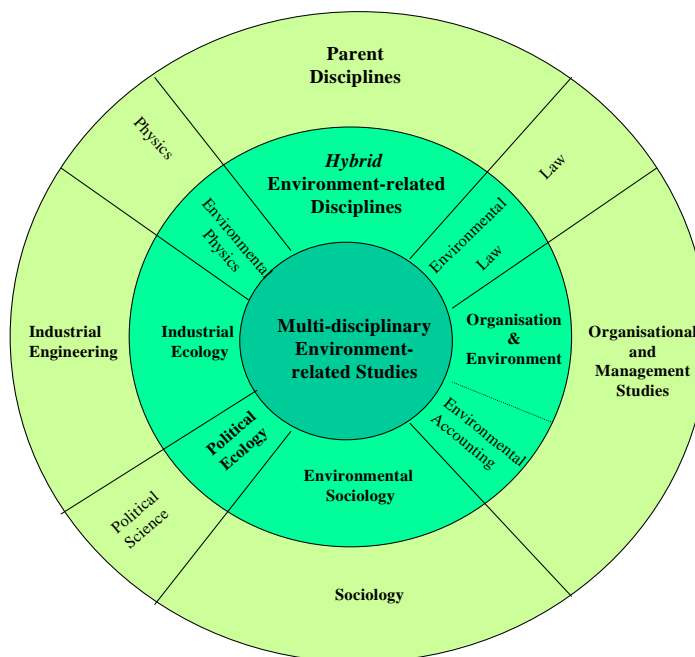 Parent
Disciplines
Physics
Law
Hybrid
Environment-related
Disciplines
Environmental
Physics
Environmental
Law
Industrial
Engineering
Industrial
Ecology
Multi-disciplinary
Environment-
related Studies
Organisation
&
Environment
Organisational
and
Management
Studies
Political
Ecology
Environmental
Accounting
Environmental
Sociology
Political
Science
Sociology